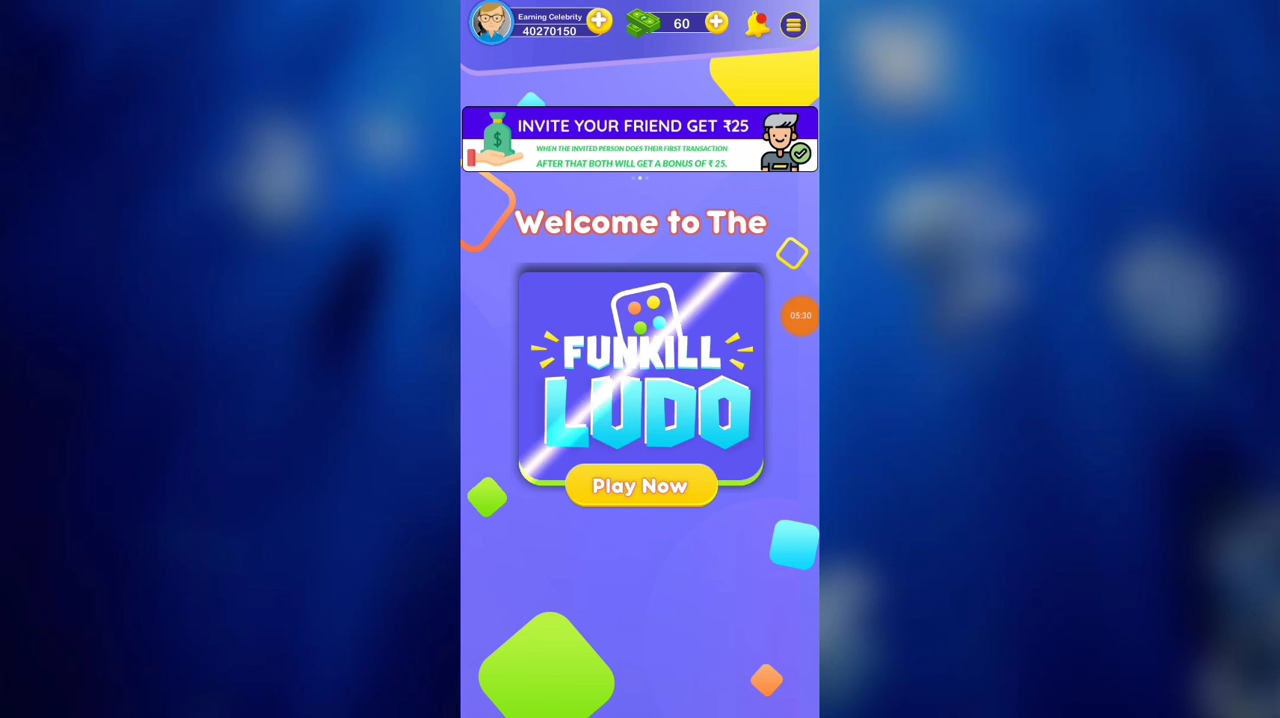 Earning Celebrity
40270150
60
INVITE YOUR FRIEND GET ₹25
WHEN THE INVITED PERSON DOES THEIR FIRST TRANSACTION
AFTER THAT BOTH WILL GET A BONUS OF ₹ 25.
$
Welcome to The
05:30
FUNKILL
LUDO
Play Now